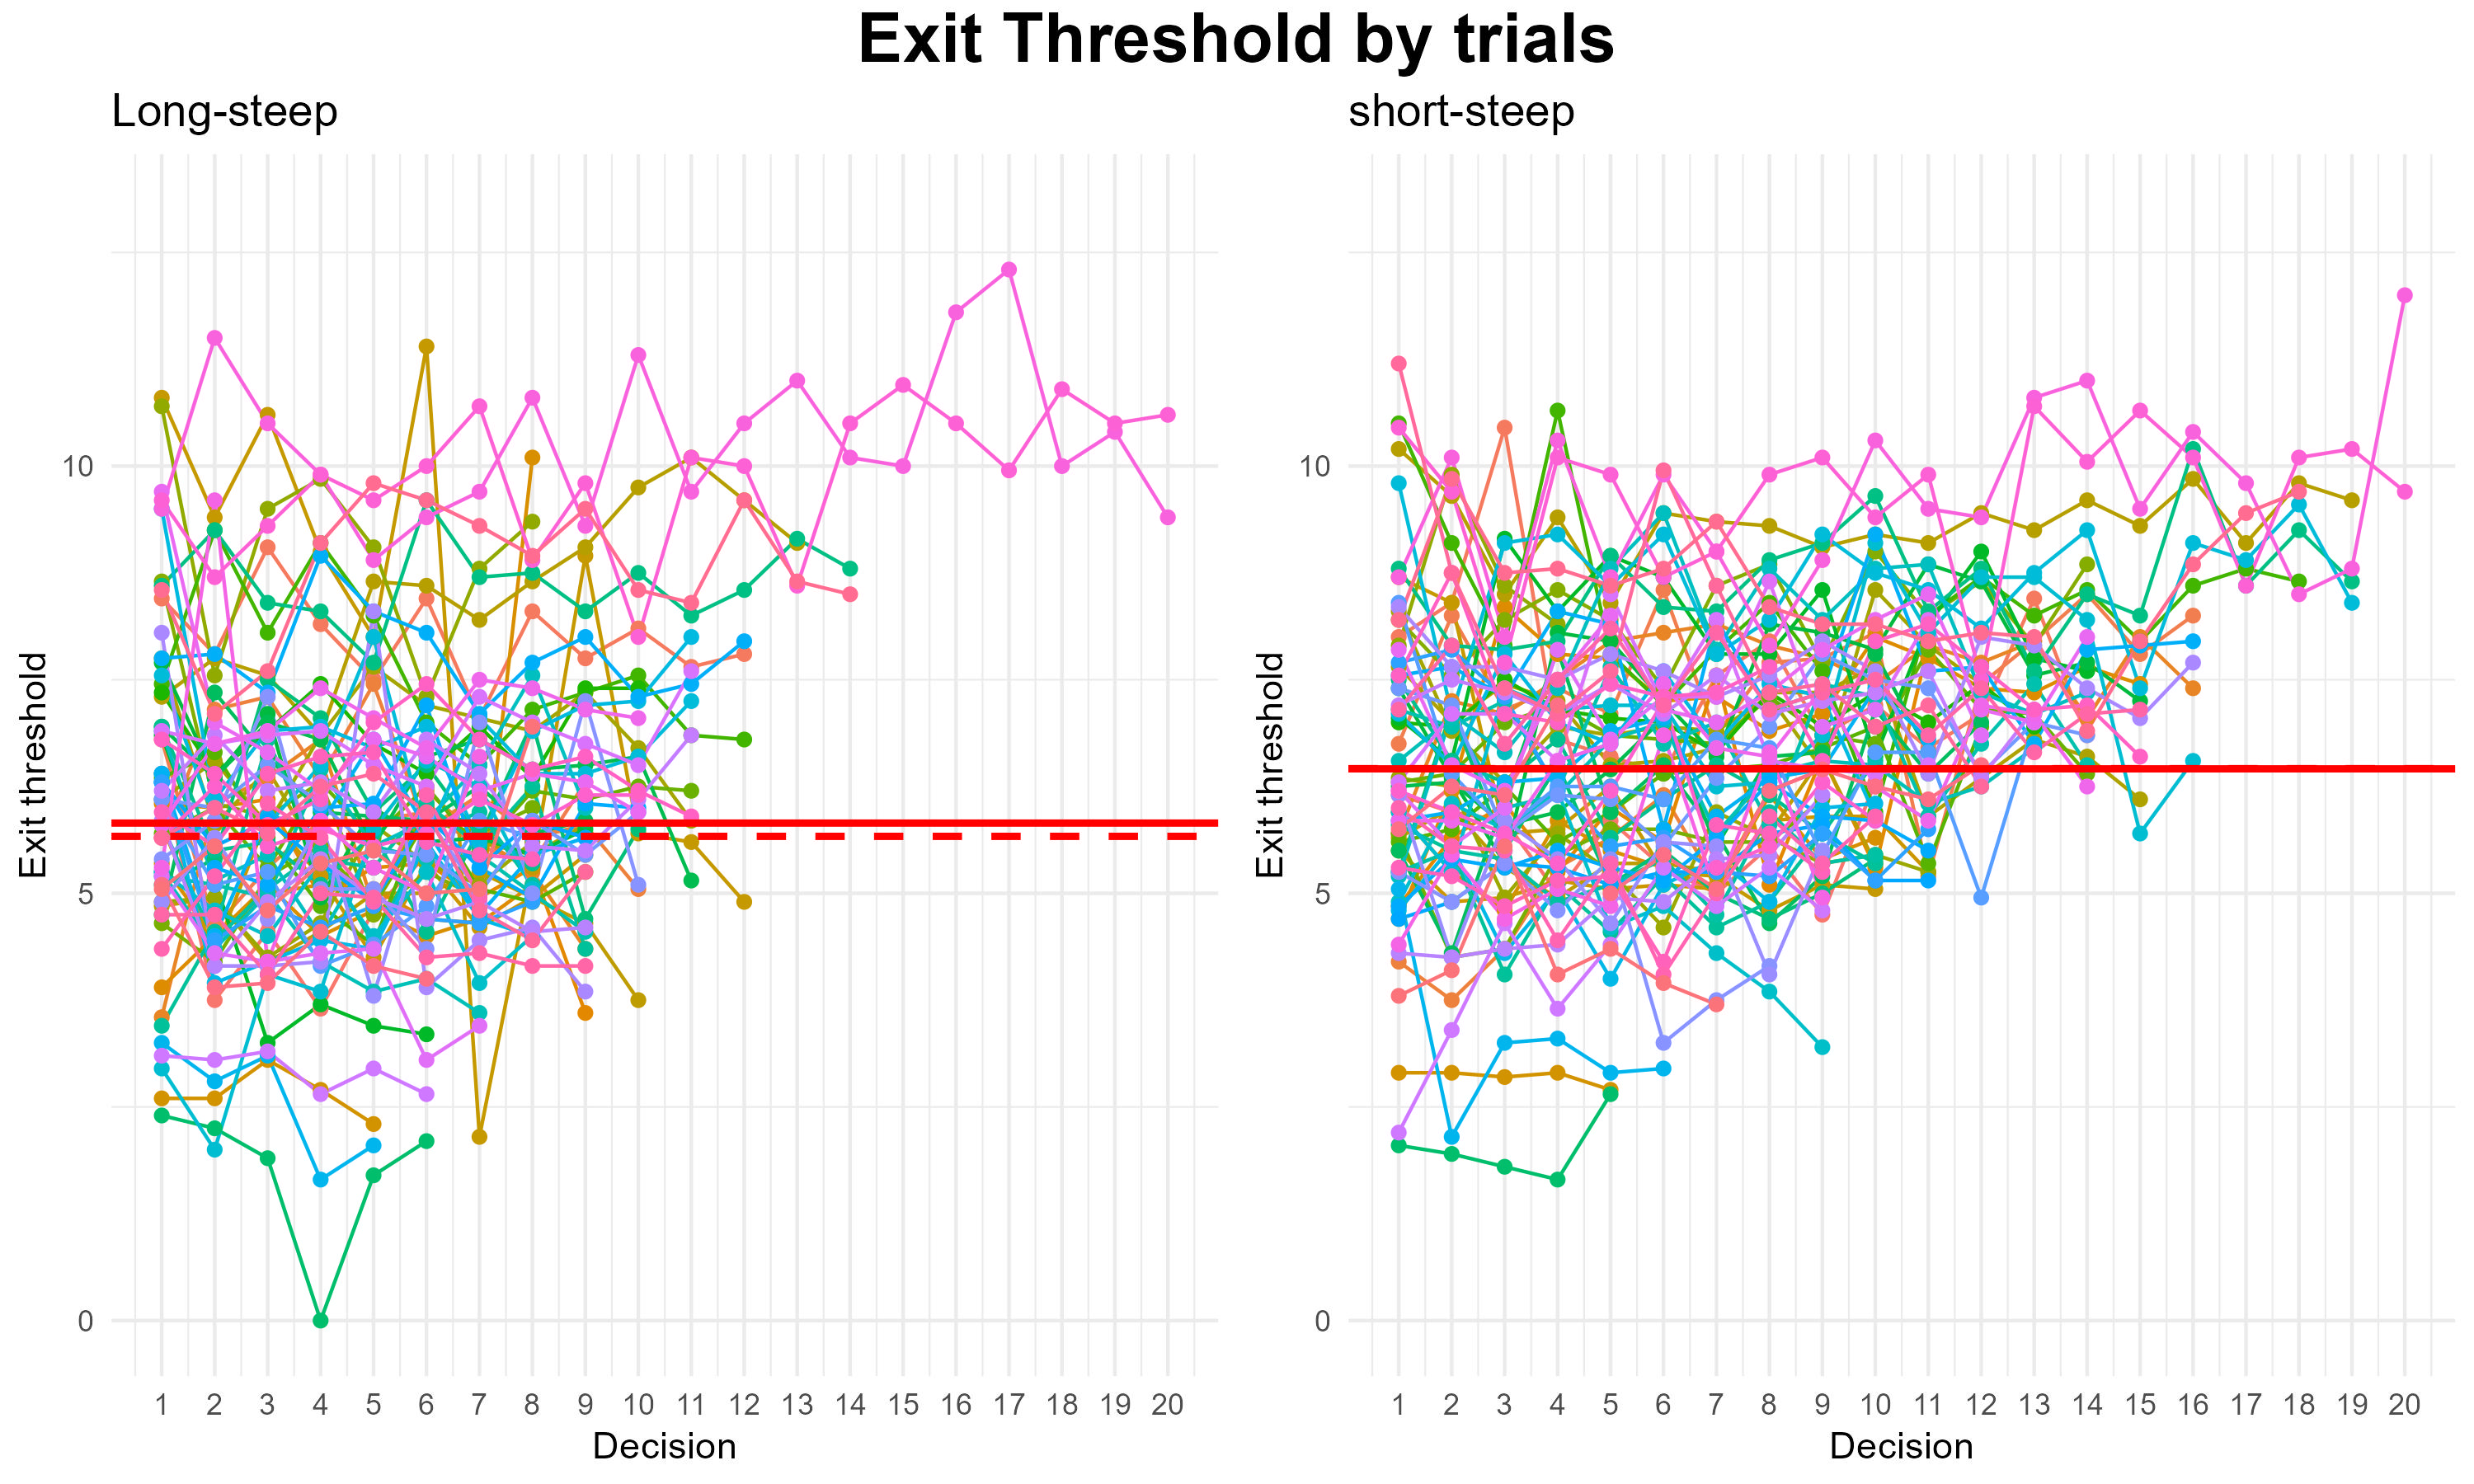 Exit Threshold by trials
Long-steep
short-steep
Exit threshold
10
5
0
1 2 3 4 5 6 7 8 9 10 11 12 13 14 15 16 17 18 19 20
Decision
Exit threshold
10
5
0
1 2 3 4 5 6 7 8 9 10 11 12 13 14 15 16 17 18 19 20
Decision